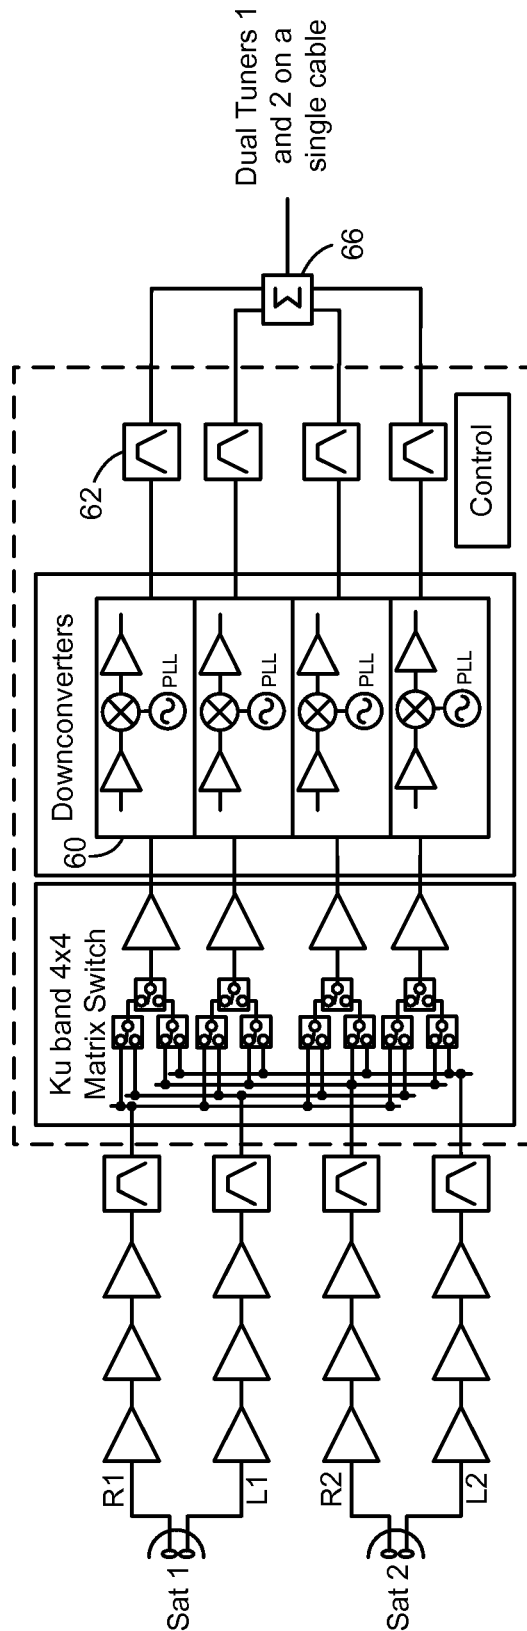 Sat 1
Sat 2
R1
L1
R2
L2
Ku band 4x4
Matrix Switch
60
Downconverters
PLL
PLL
PLL
PLL
62
Control
66
Dual Tuners 1
and 2 on a
single cable